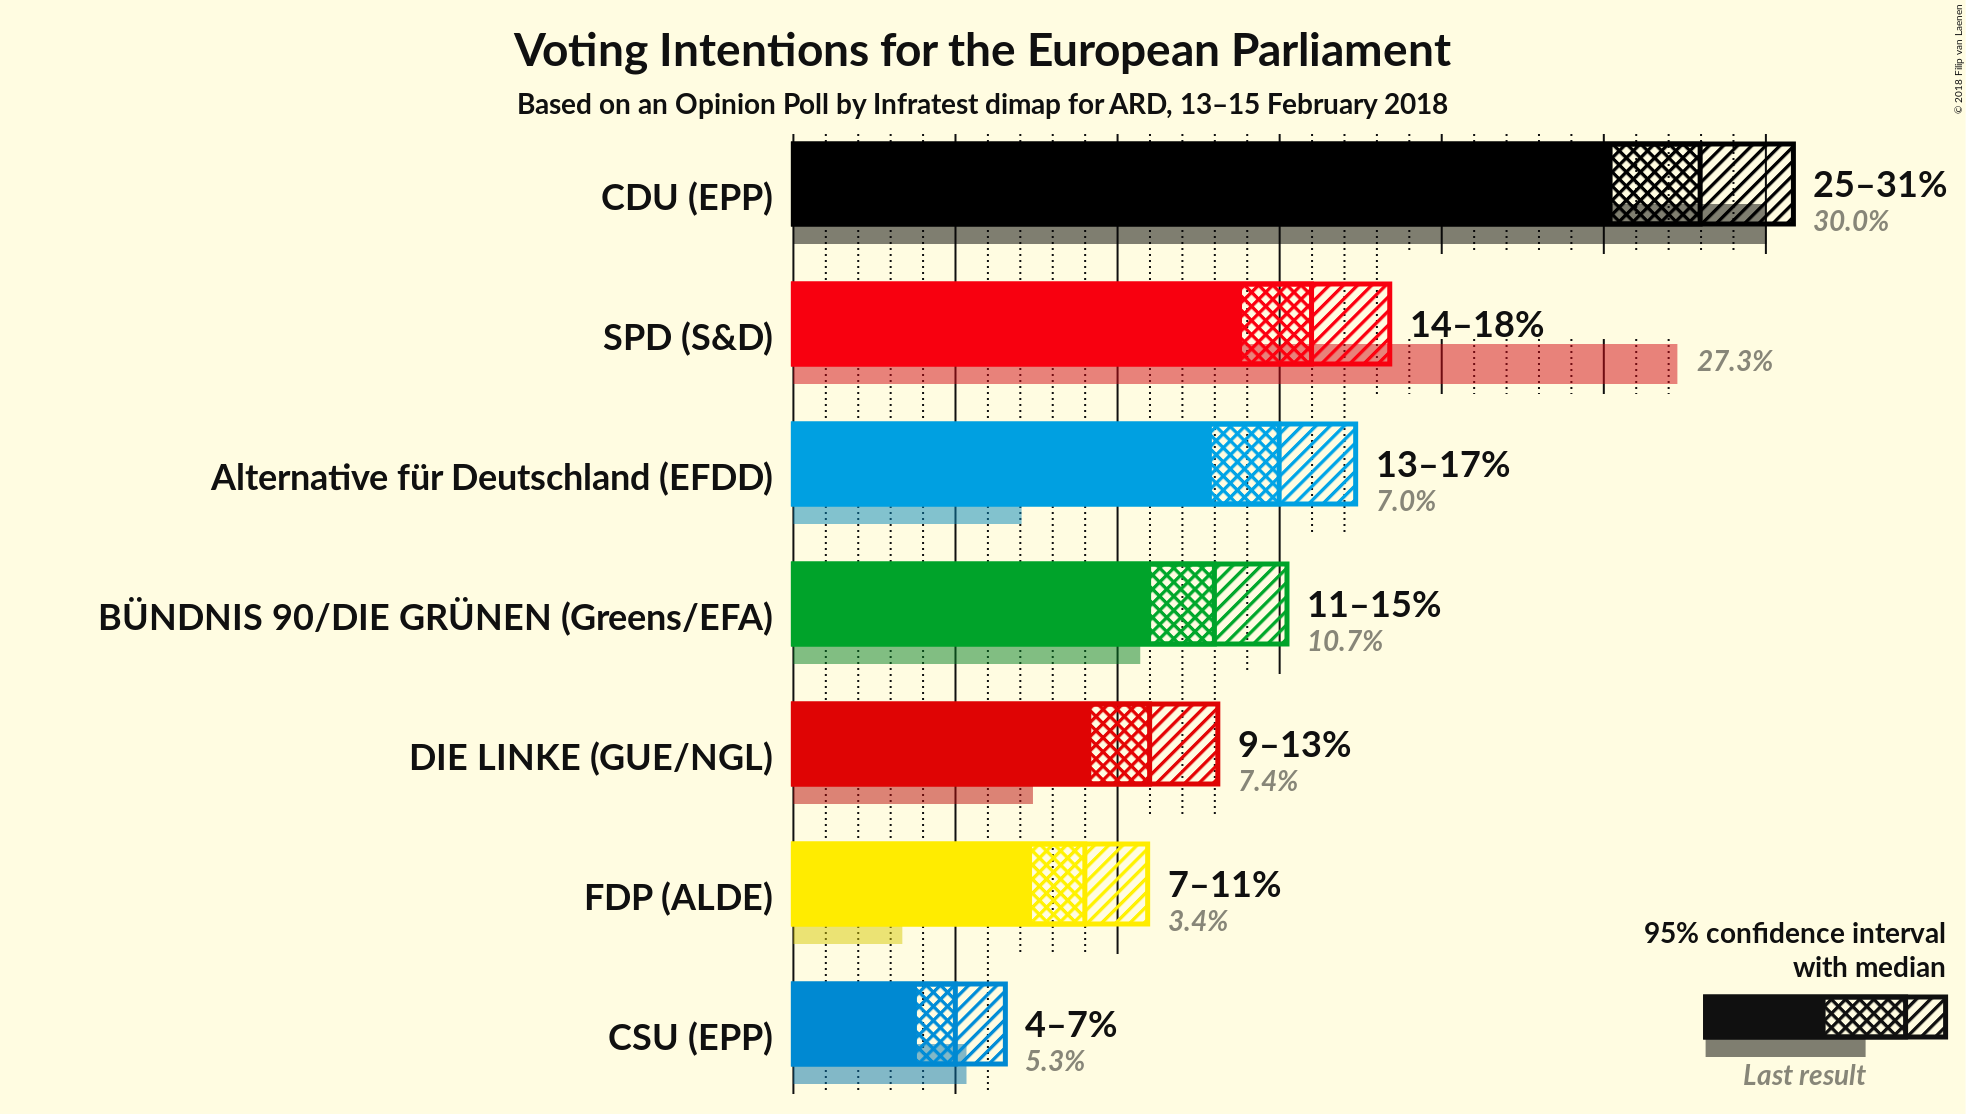 Voting Intentions for the European Parliament
Based on an Opinion Poll by Infratest dimap for ARD, 13–15 February 2018
© 2018 Filip van Laenen
CDU (EPP)
25–31%
30.0%
SPD (S&D)
14–18%
27.3%
Alternative für Deutschland (EFDD)
13–17%
7.0%
BÜNDNIS 90/DIE GRÜNEN (Greens/EFA)
11–15%
10.7%
DIE LINKE (GUE/NGL)
9–13%
7.4%
FDP (ALDE)
7–11%
3.4%
CSU (EPP)
4–7%
5.3%
95% confidence interval
with median
Last result